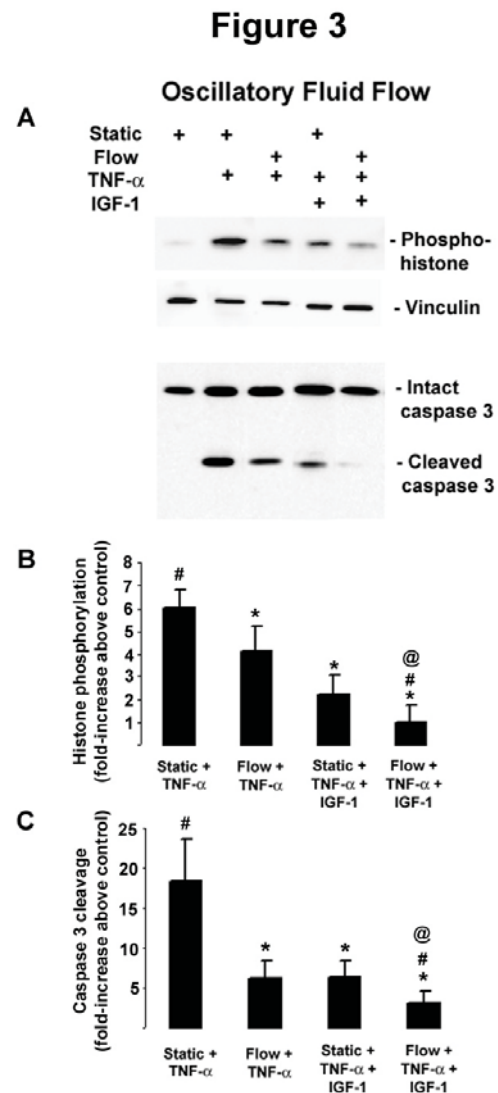 Figure 3
Oscillatory Fluid Flow
A
Static + + +
Flow + +
TNF-α + + + +
IGF-1 + +
- Phospho-
histone
- Vinculin
- Intact
caspase 3
- Cleaved
caspase 3
B
Histone phosphorylation
(fold-increase above control)
8
7
6
5
4
3
2
1
#
*
*
@
#
*
Static + Flow + Static + Flow +
TNF-α TNF-α TNF-α + TNF-α +
IGF-1 IGF-1
C
Caspase 3 cleavage
(fold-increase above control)
25
20
15
10
5
#
*
*
@
#
*
Static + Flow + Static + Flow +
TNF-α TNF-α TNF-α + TNF-α +
IGF-1 IGF-1